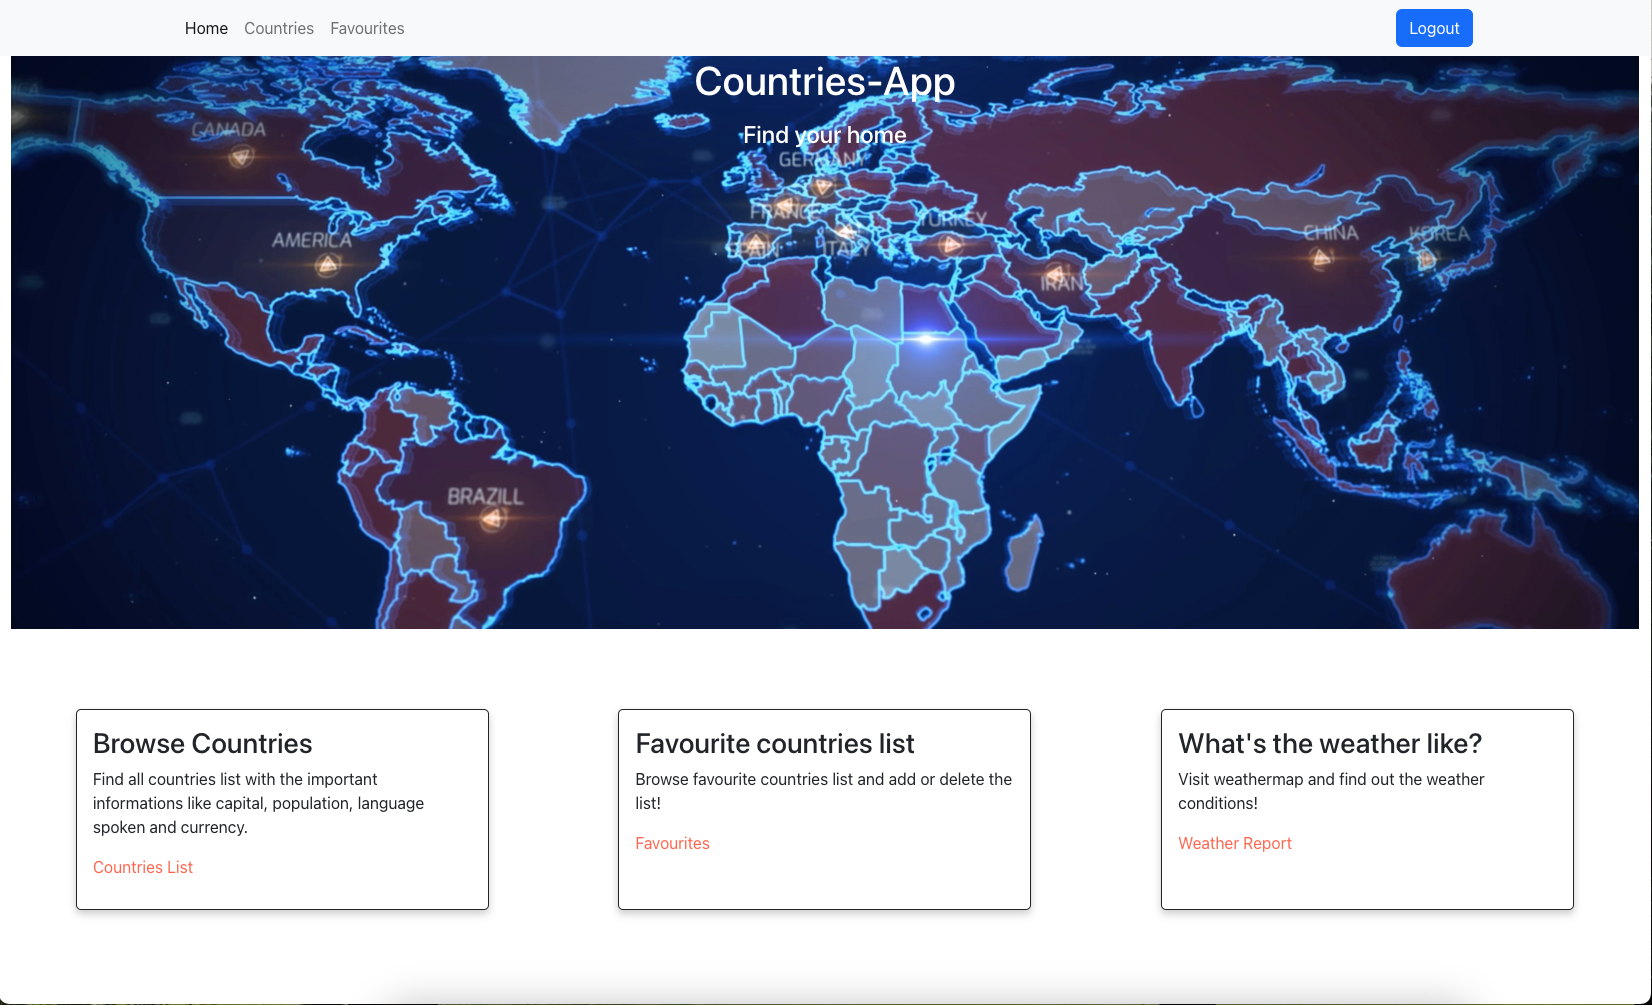 Home Countries Favourites Logout
Countries-App
Find your home
CANADA
GERMANY
FRANCE
TURKEY
AMERICA
SPAIN
ITALY
CHINA
KOREA
IRAN
BRAZILL
Browse Countries
Find all countries list with the important
informations like capital, population, language
spoken and currency.
Countries List
Favourite countries list
Browse favourite countries list and add or delete the
list!
Favourites
What's the weather like?
Visit weathermap and find out the weather
conditions!
Weather Report